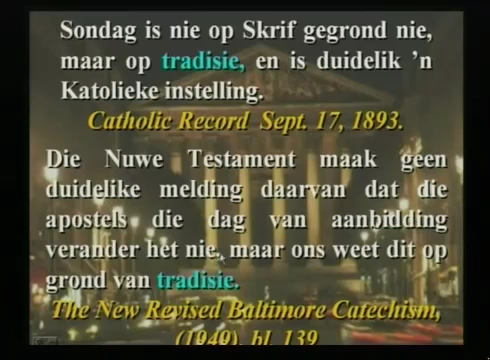 Sondag is nie op Skrif gegrond nie,
maar op tradisie, en is duidelik 'n
Katolieke instelling.
Catholic Record Sept. 17, 1893.
Die Nuwe Testament maak geen
duidelike melding daarvan dat die
apostels die dag van aanbidding
verander het nie, maar ons weet dit op
grond van tradisie.
The New Revised Baltimore Catechism,
(1949), bl. 139